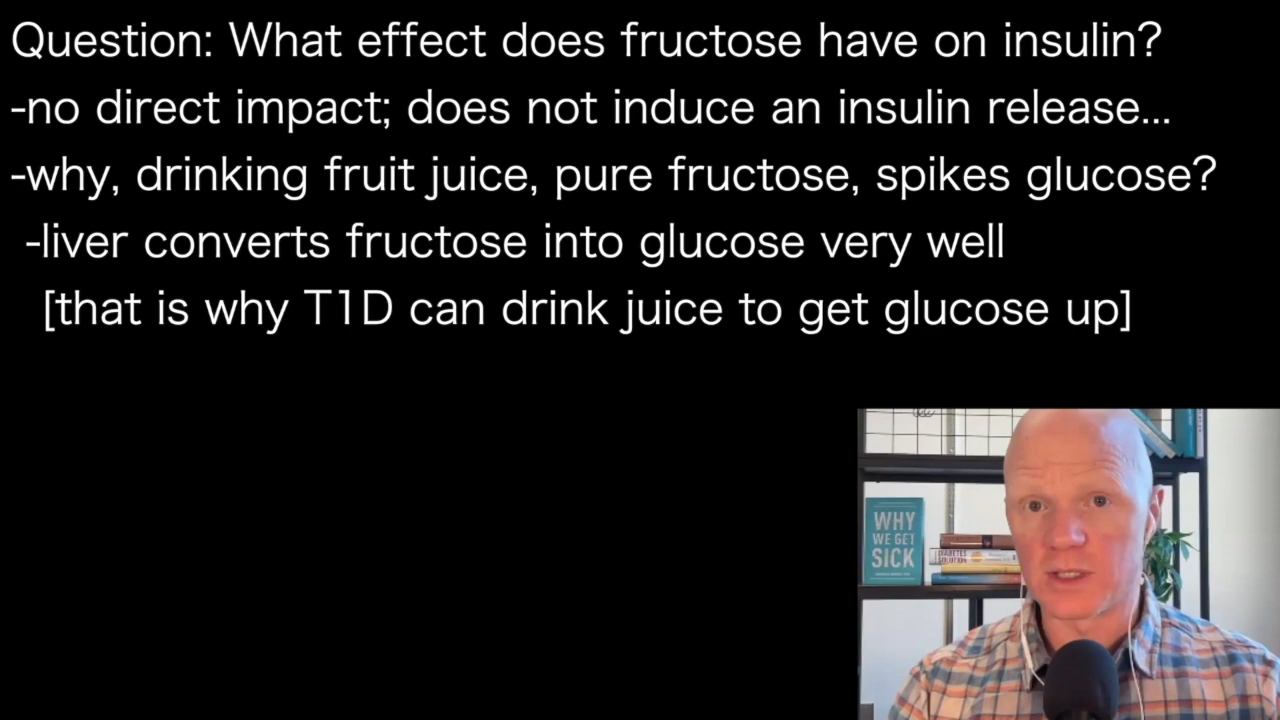 Question: What effect does fructose have on insulin?
-no direct impact; does not induce an insulin release...
-why, drinking fruit juice, pure fructose, spikes glucose?
-liver converts fructose into glucose very well
[that is why T1D can drink juice to get glucose up]
WHY
WE GET
SICK
DIABETES
SOLUTION